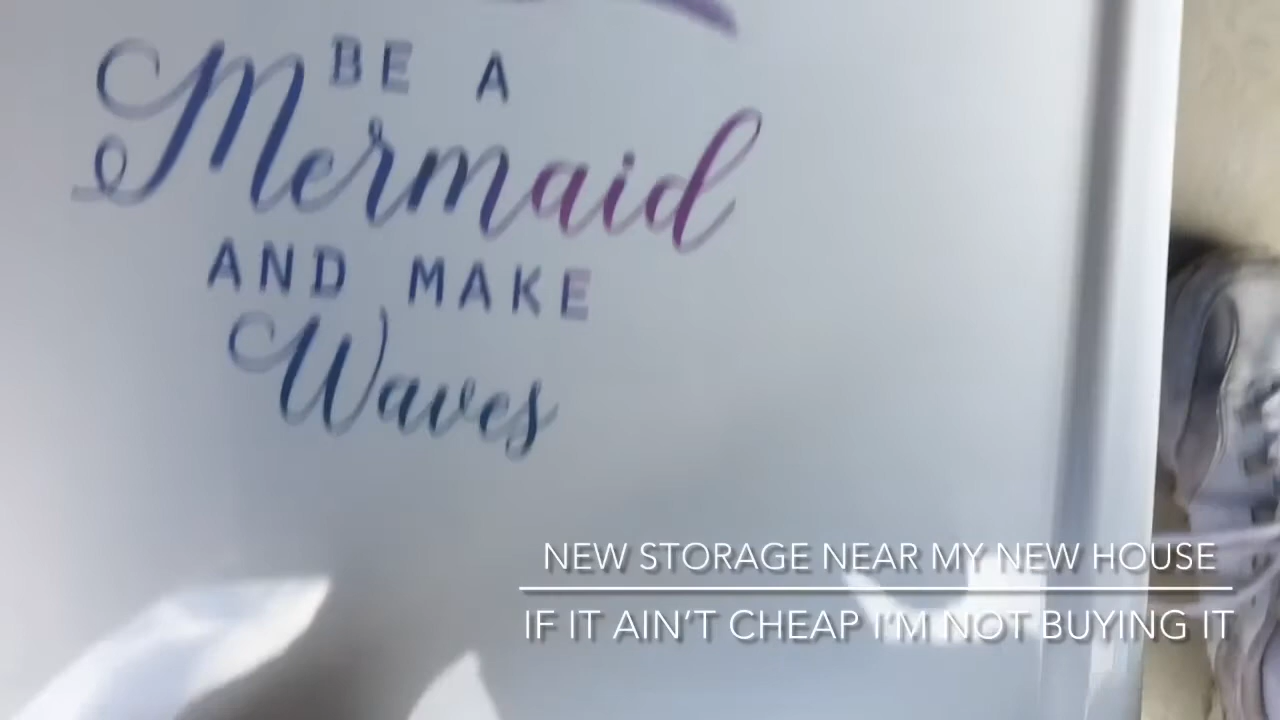 BE A
Mermaid
AND MAKE
Waves
NEW STORAGE NEAR MY NEW HOUSE
IF IT AIN'T CHEAP I'M NOT BUYING IT